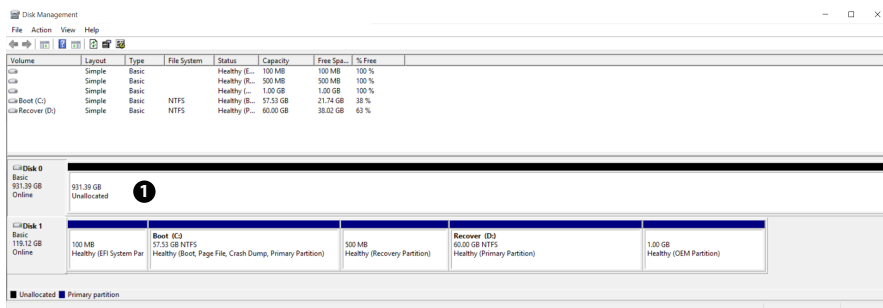 Disk Management
File Action View Help
Volume Layout Type File System Status Capacity Free Spa... % Free
Simple Basic Healthy (E... 100 MB 100 MB 100 %
Simple Basic Healthy (R... 500 MB 500 MB 100 %
Simple Basic Healthy (... 1.00 GB 1.00 GB 100 %
Boot (C:) Simple Basic NTFS Healthy (B... 57.53 GB 21.74 GB 38 %
Recover (D:) Simple Basic NTFS Healthy (P... 60.00 GB 38.02 GB 63 %
Disk 0
Basic
931.39 GB
Online
931.39 GB
Unallocated
1
Disk 1
Basic
119.12 GB
Online
100 MB
Healthy (EFI System Par
Boot (C:)
57.53 GB NTFS
Healthy (Boot, Page File, Crash Dump, Primary Partition)
500 MB
Healthy (Recovery Partition)
Recover (D:)
60.00 GB NTFS
Healthy (Primary Partition)
1.00 GB
Healthy (OEM Partition)
Unallocated Primary partition